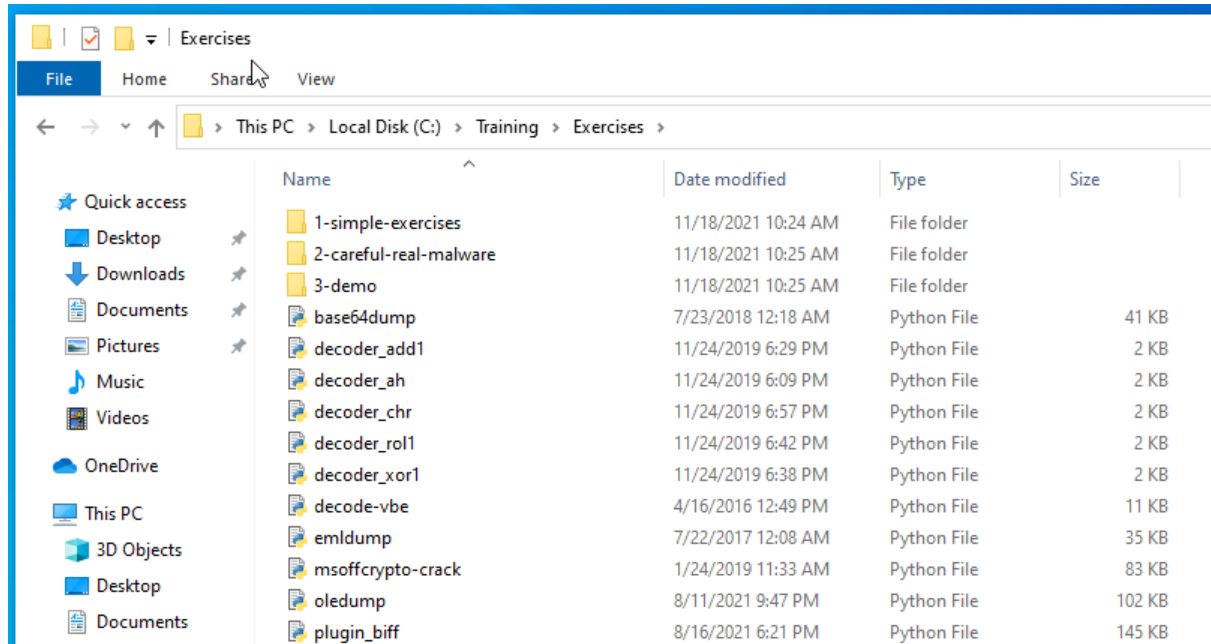 Exercises
File Home Share View
This PC > Local Disk (C:) > Training > Exercises >
Name Date modified Type Size
Quick access
Desktop
Downloads
Documents
Pictures
Music
Videos
OneDrive
This PC
3D Objects
Desktop
Documents
1-simple-exercises 11/18/2021 10:24 AM File folder
2-careful-real-malware 11/18/2021 10:25 AM File folder
3-demo 11/18/2021 10:25 AM File folder
base64dump 7/23/2018 12:18 AM Python File 41 KB
decoder_add1 11/24/2019 6:29 PM Python File 2 KB
decoder_ah 11/24/2019 6:09 PM Python File 2 KB
decoder_chr 11/24/2019 6:57 PM Python File 2 KB
decoder_rol1 11/24/2019 6:42 PM Python File 2 KB
decoder_xor1 11/24/2019 6:38 PM Python File 2 KB
decode-vbe 4/16/2016 12:49 PM Python File 11 KB
emldump 7/22/2017 12:08 AM Python File 35 KB
msoffcrypto-crack 1/24/2019 11:33 AM Python File 83 KB
oledump 8/11/2021 9:47 PM Python File 102 KB
plugin_biff 8/16/2021 6:21 PM Python File 145 KB